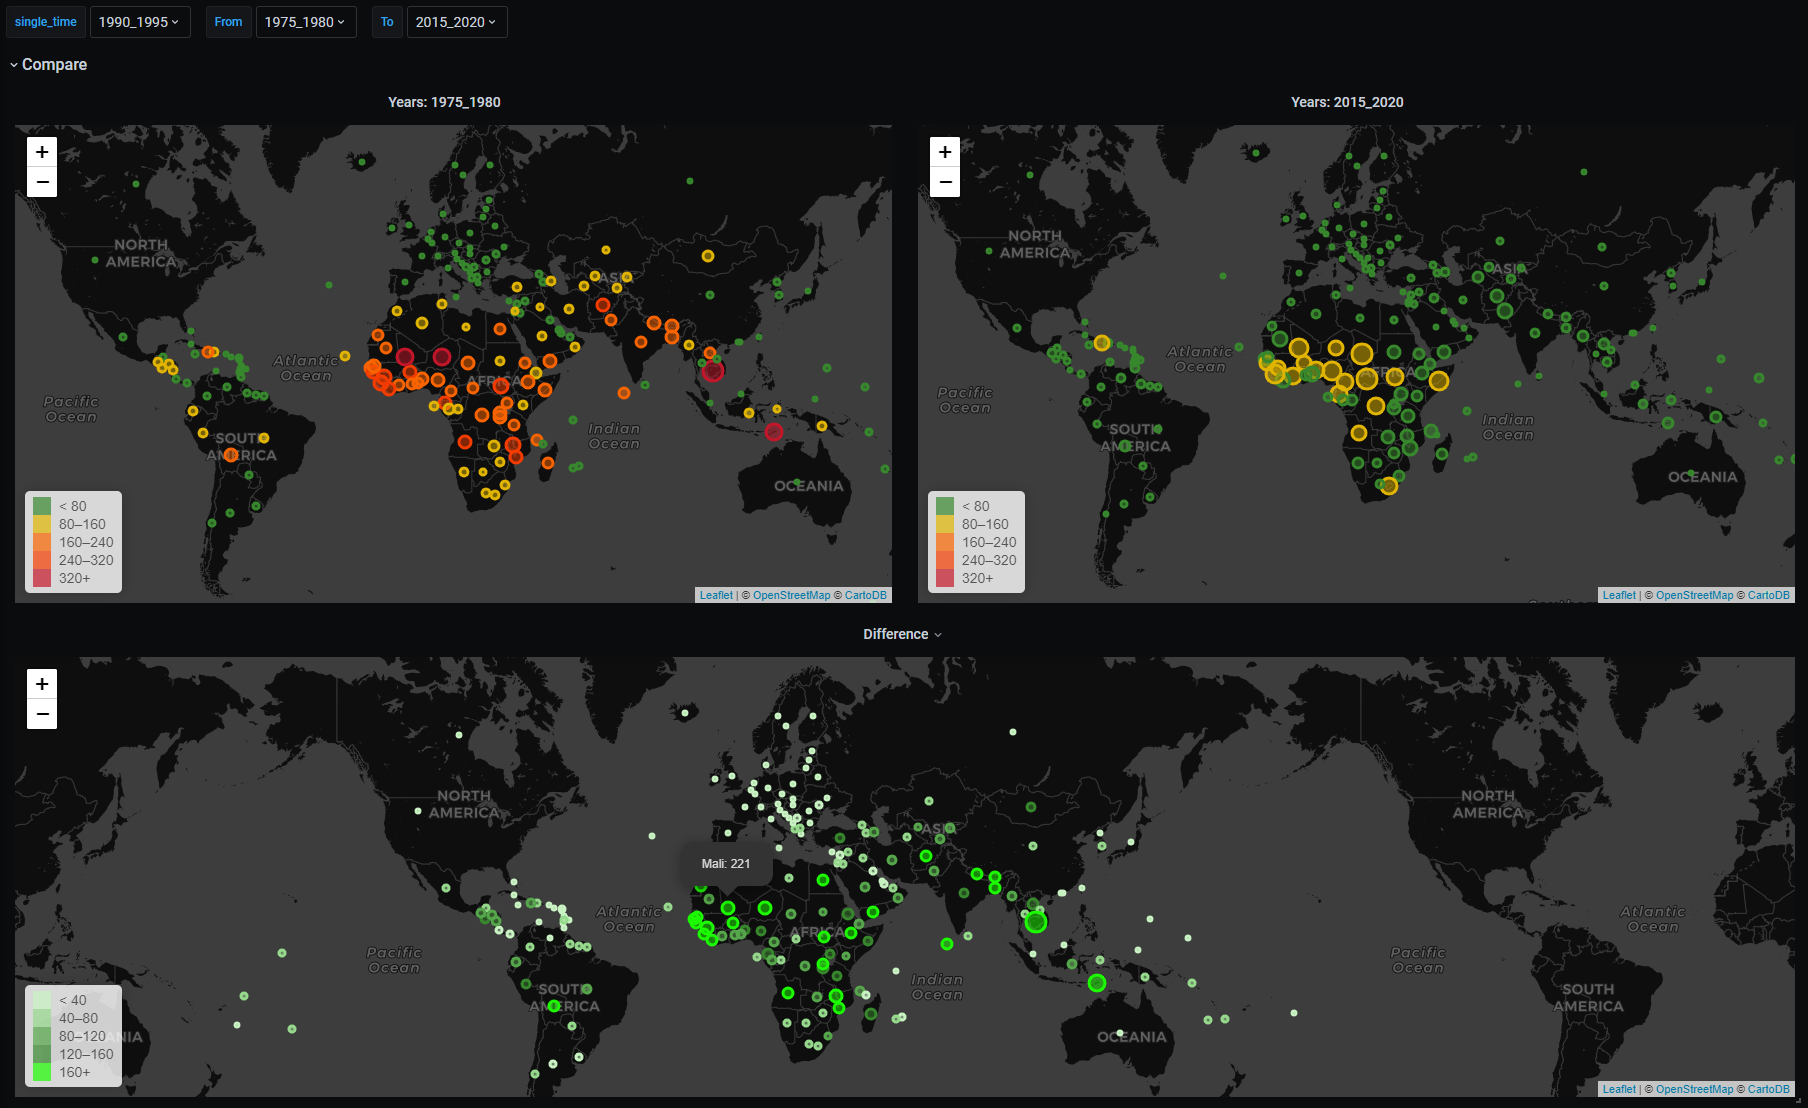 single_time 1990_1995 From 1975_1980 To 2015_2020
Compare
Years: 1975_1980
+
−
NORTH
AMERICA
ASIA
Atlantic
Ocean
AFRICA
Pacific
Ocean
Indian
Ocean
SOUTH
AMERICA
OCEANIA
< 80
80–160
160–240
240–320
320+
Leaflet | © OpenStreetMap © CartoDB
Years: 2015_2020
+
−
NORTH
AMERICA
ASIA
Atlantic
Ocean
AFRICA
Pacific
Ocean
Indian
Ocean
SOUTH
AMERICA
OCEANIA
< 80
80–160
160–240
240–320
320+
Leaflet | © OpenStreetMap © CartoDB
Difference
+
−
NORTH
AMERICA
ASIA
NORTH
AMERICA
Mali: 221
Atlantic
Ocean
AFRICA
Atlantic
Ocean
Pacific
Ocean
Indian
Ocean
Pacific
Ocean
SOUTH
AMERICA
OCEANIA
SOUTH
AMERICA
< 40
40–80
80–120
120–160
160+
Leaflet | © OpenStreetMap © CartoDB